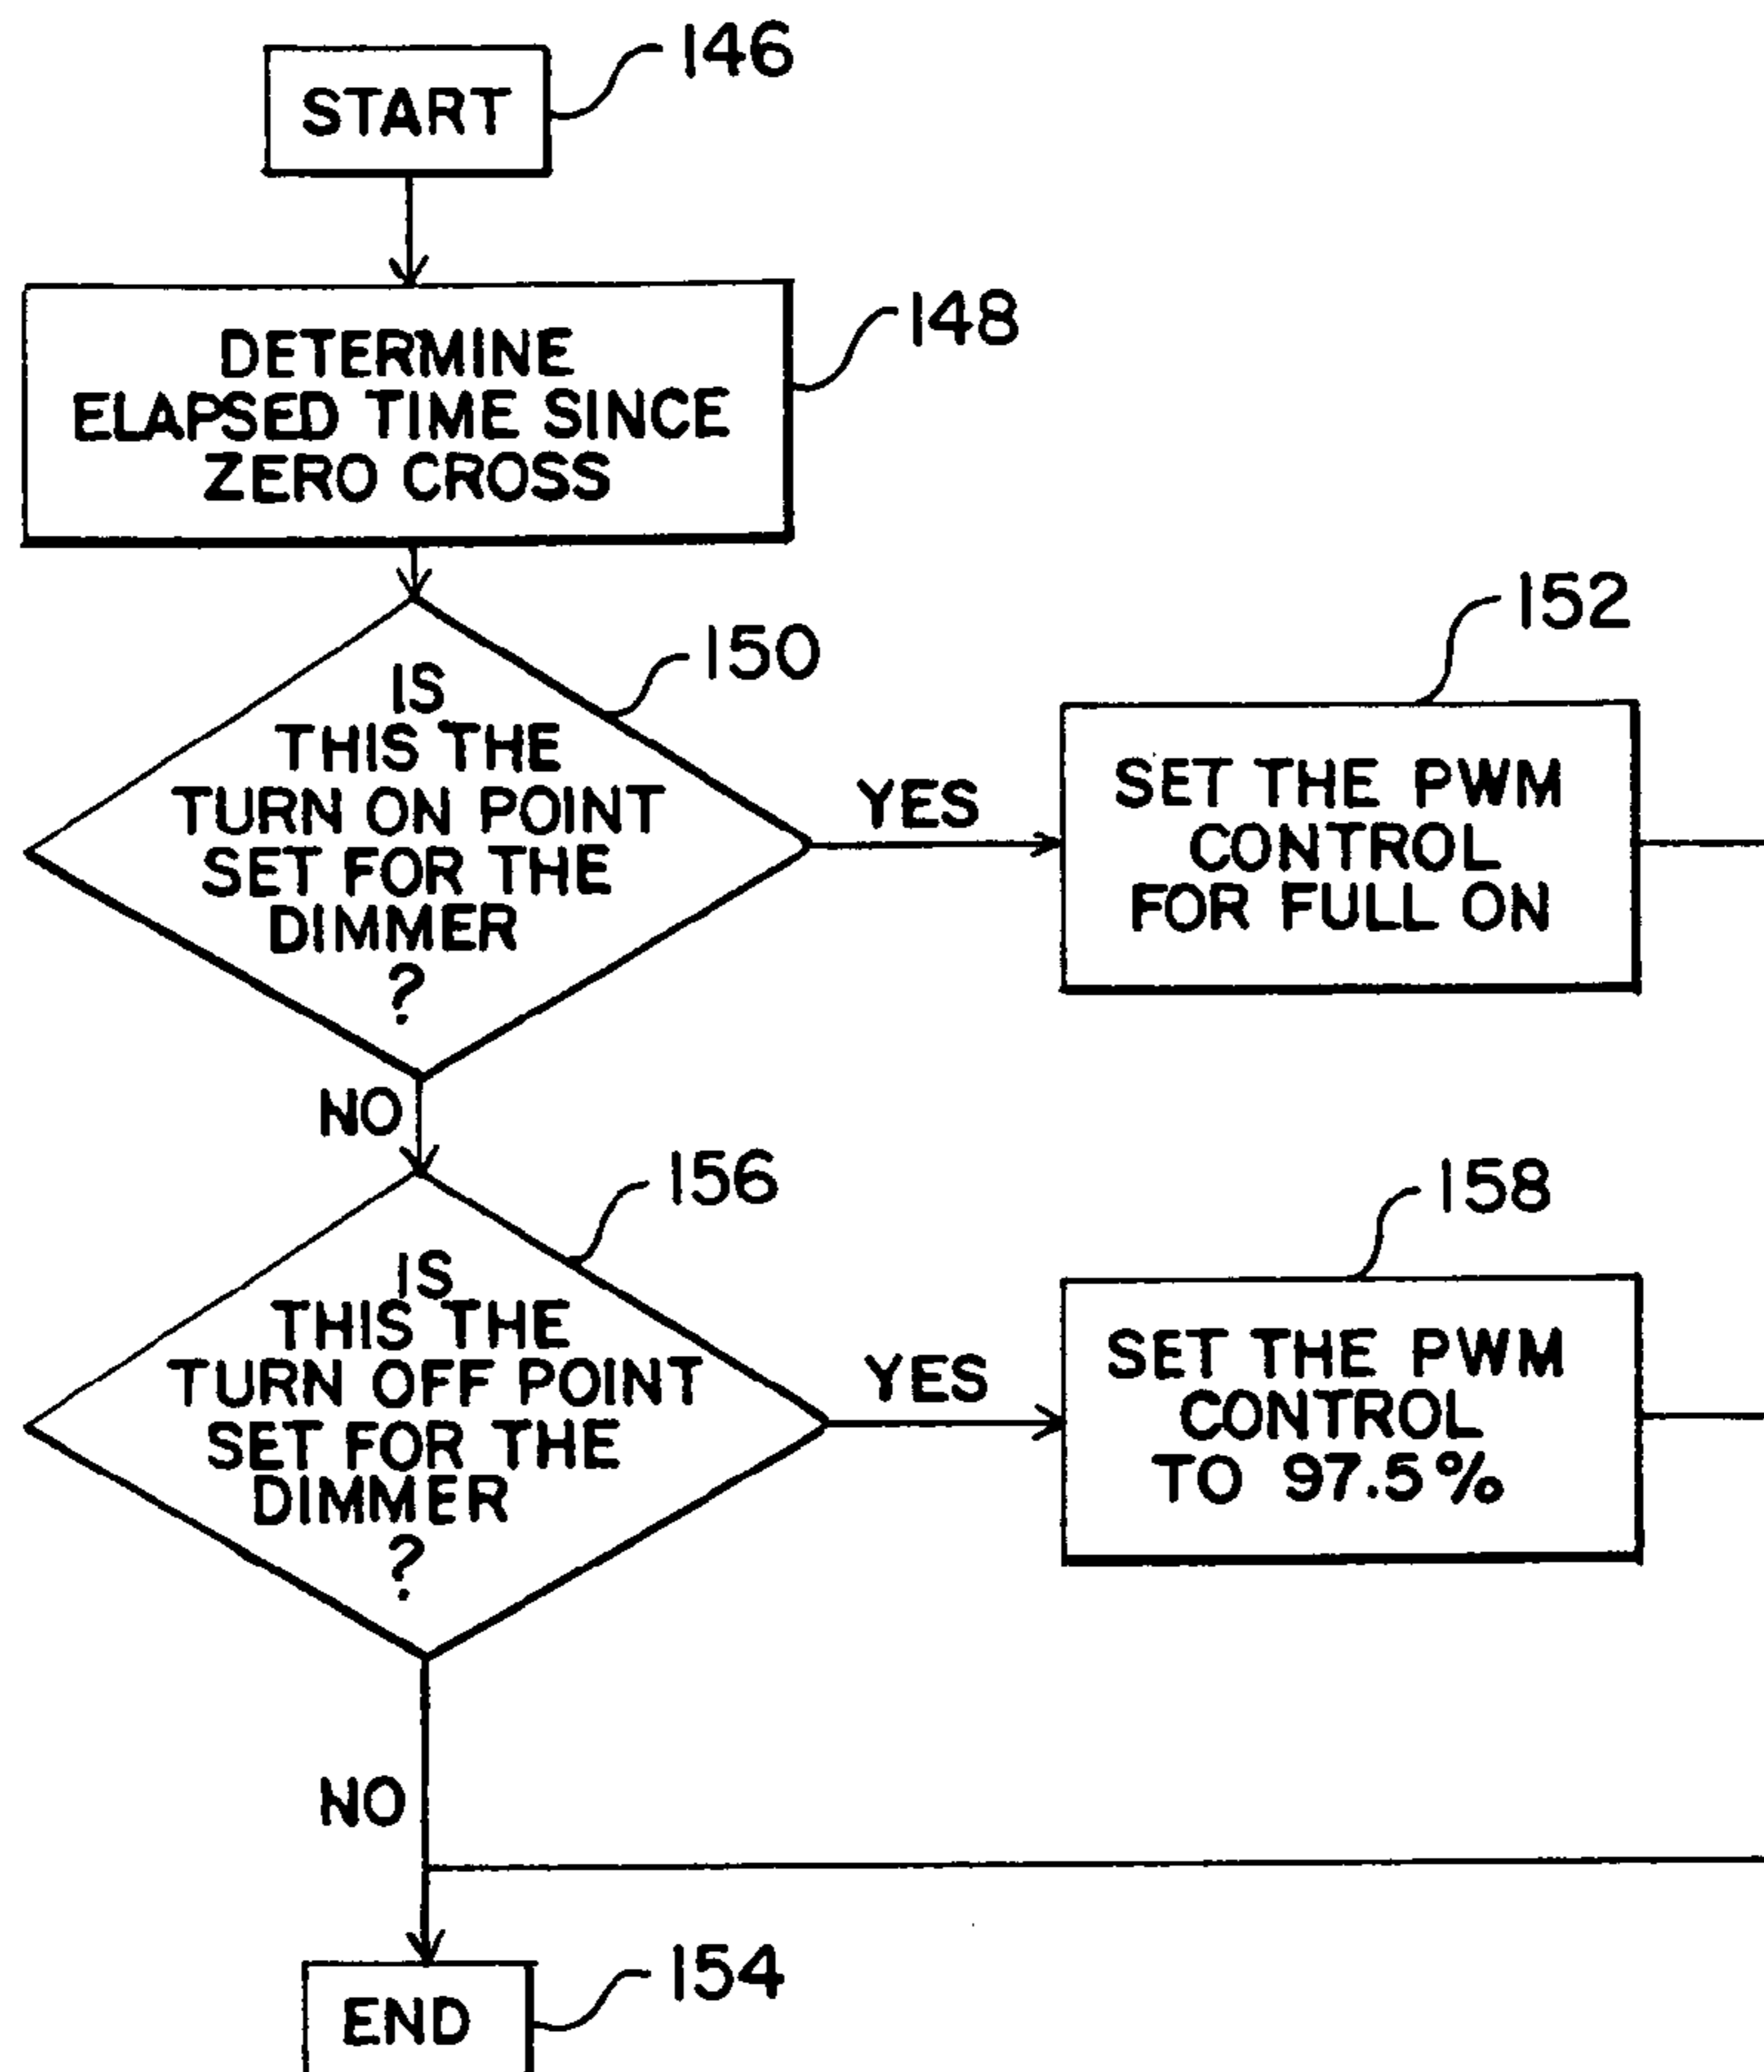 START
146
DETERMINE
ELAPSED TIME SINCE
ZERO CROSS
148
IS
THIS THE
TURN ON POINT
SET FOR THE
DIMMER
?
150
YES
SET THE PWM
CONTROL
FOR FULL ON
152
NO
IS
THIS THE
TURN OFF POINT
SET FOR THE
DIMMER
?
156
YES
SET THE PWM
CONTROL
TO 97.5%
158
NO
END
154